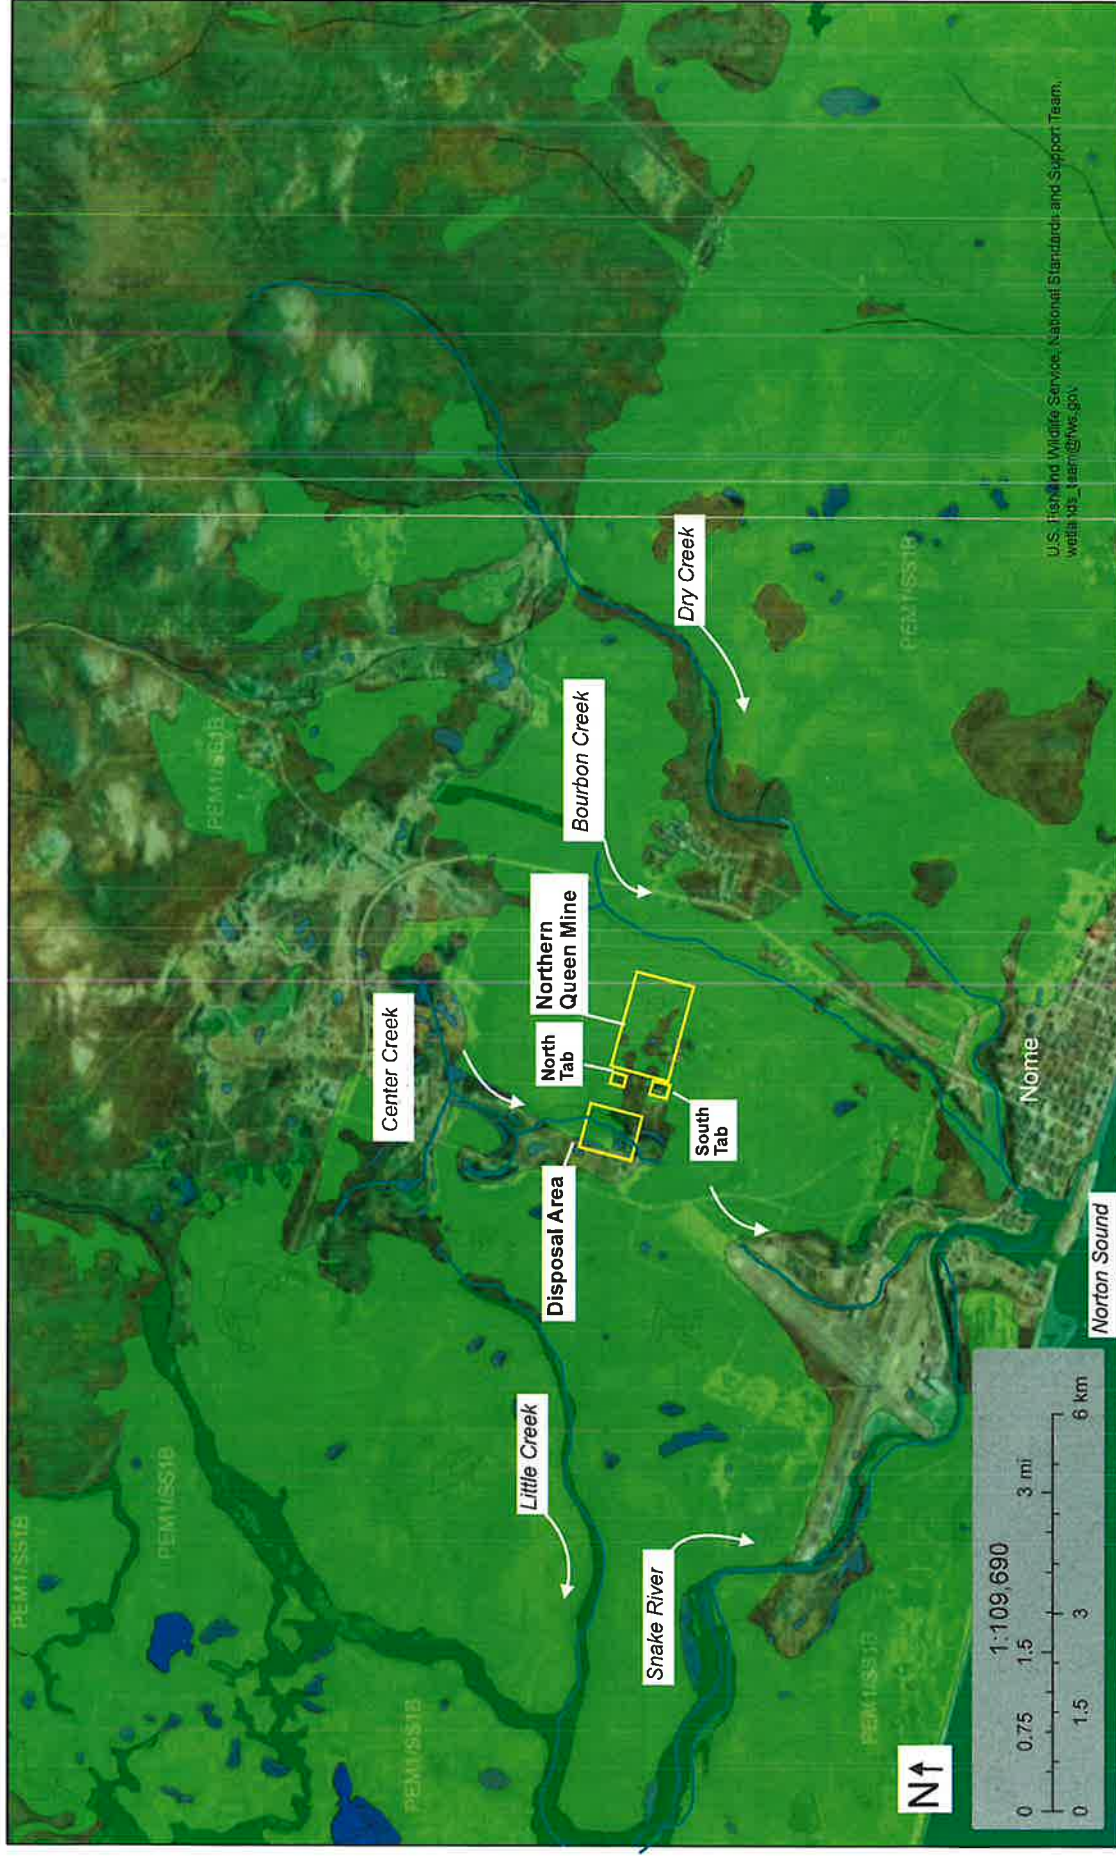 PEM1/SS1B
PEM1/SS1B
PEM1/SS1B
PEM1/SS1B
PEM1/SS1B
PEM1/SS1B
Little Creek
Snake River
Center Creek
Disposal Area
North
Tab
South
Tab
Northern
Queen Mine
Bourbon Creek
Dry Creek
Nome
Norton Sound
N
1:109,690
0 0.75 1.5 3 mi
0 1.5 3 6 km
U.S. Fish and Wildlife Service, National Standards and Support Team,
wetlands_team@fws.gov